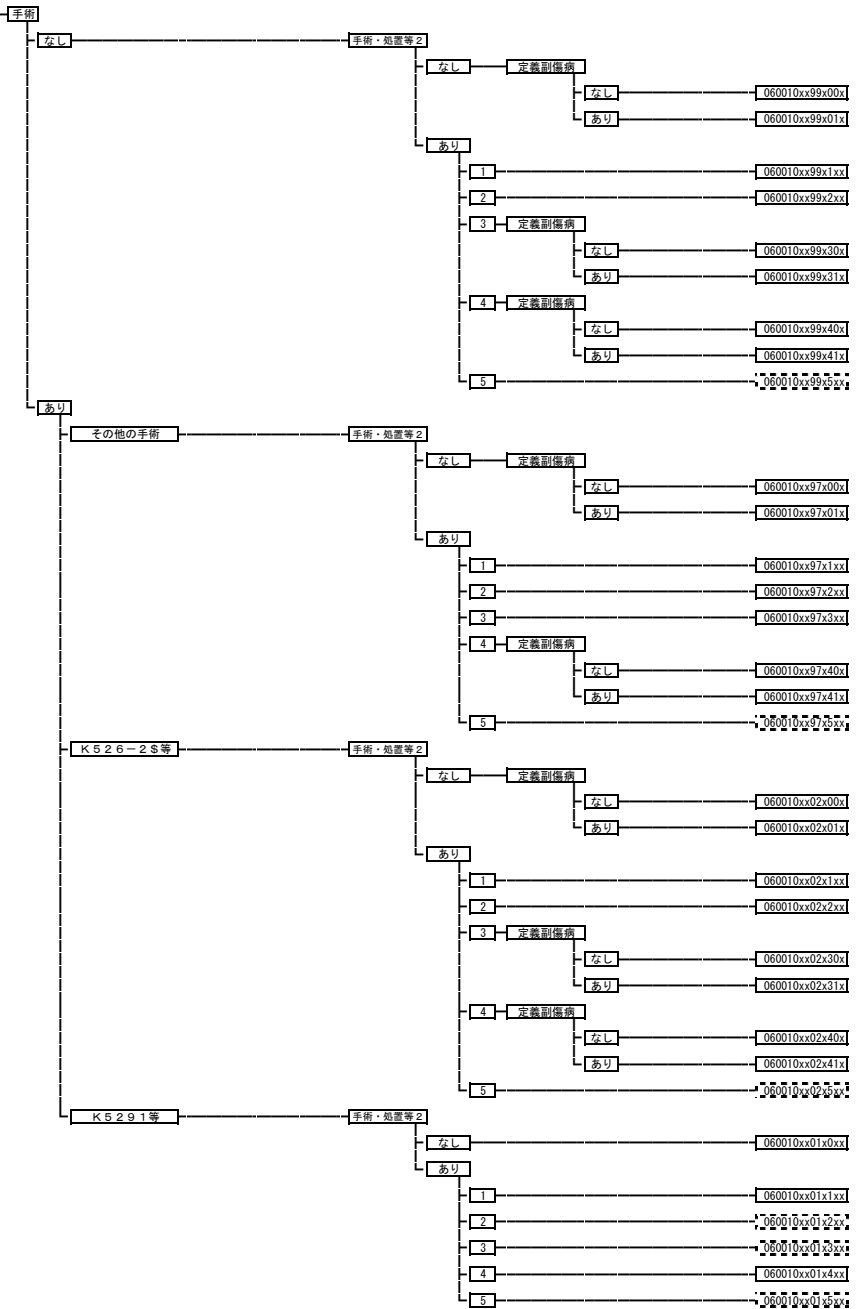 手術
なし 手術・処置等２
なし 定義副傷病
なし 060010xx99x00x
あり 060010xx99x01x
あり
1 060010xx99x1xx
2 060010xx99x2xx
3 定義副傷病
なし 060010xx99x30x
あり 060010xx99x31x
4 定義副傷病
なし 060010xx99x40x
あり 060010xx99x41x
5 060010xx99x5xx
あり
その他の手術 手術・処置等２
なし 定義副傷病
なし 060010xx97x00x
あり 060010xx97x01x
あり
1 060010xx97x1xx
2 060010xx97x2xx
3 060010xx97x3xx
4 定義副傷病
なし 060010xx97x40x
あり 060010xx97x41x
5 060010xx97x5xx
Ｋ５２６－２＄等 手術・処置等２
なし 定義副傷病
なし 060010xx02x00x
あり 060010xx02x01x
あり
1 060010xx02x1xx
2 060010xx02x2xx
3 定義副傷病
なし 060010xx02x30x
あり 060010xx02x31x
4 定義副傷病
なし 060010xx02x40x
あり 060010xx02x41x
5 060010xx02x5xx
Ｋ５２９１等 手術・処置等２
なし 060010xx01x0xx
あり
1 060010xx01x1xx
2 060010xx01x2xx
3 060010xx01x3xx
4 060010xx01x4xx
5 060010xx01x5xx